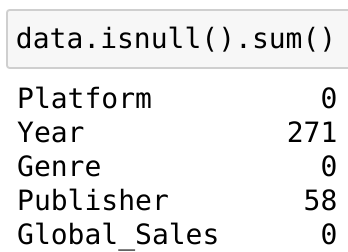 data.isnull().sum()
Platform 0
Year 271
Genre 0
Publisher 58
Global_Sales 0